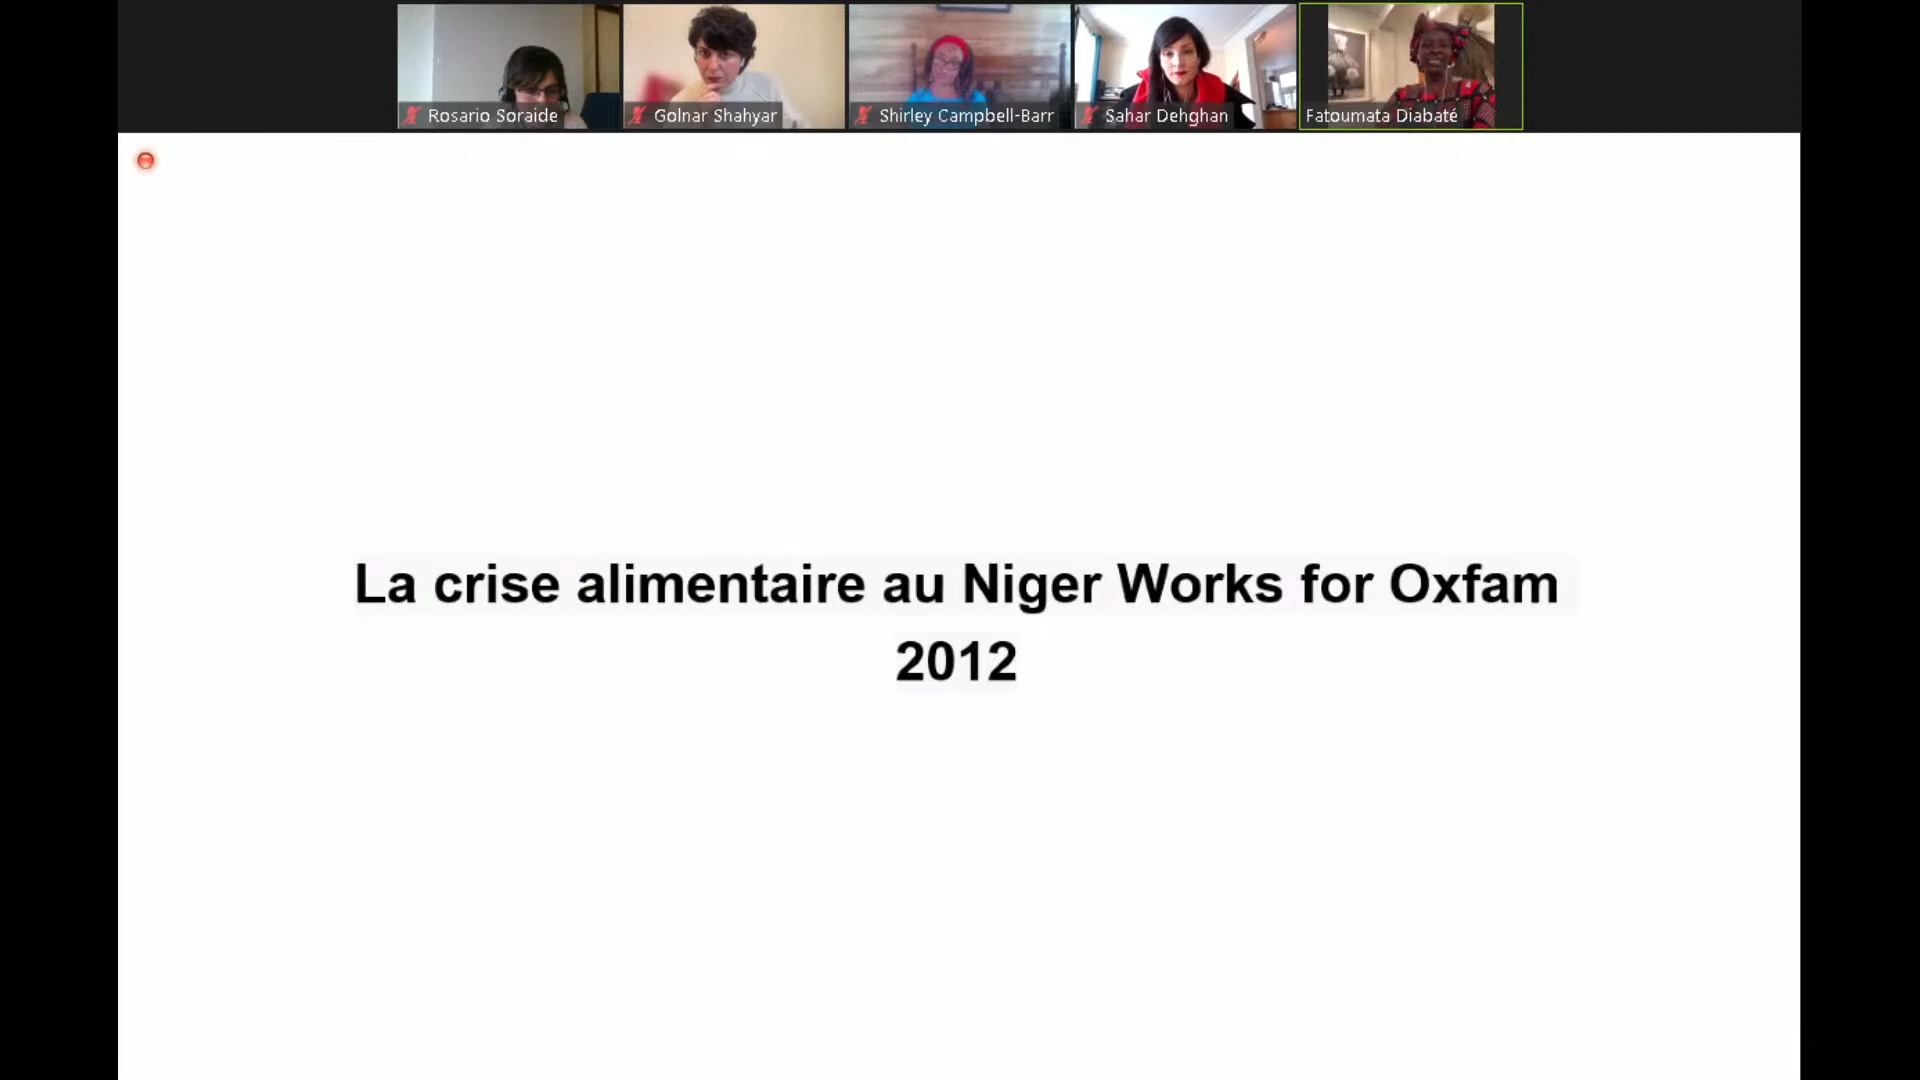 Rosario Soraide
Golnar Shahyar
Shirley Campbell-Barr
Sahar Dehghan
Fatoumata Diabaté
La crise alimentaire au Niger Works for Oxfam
2012